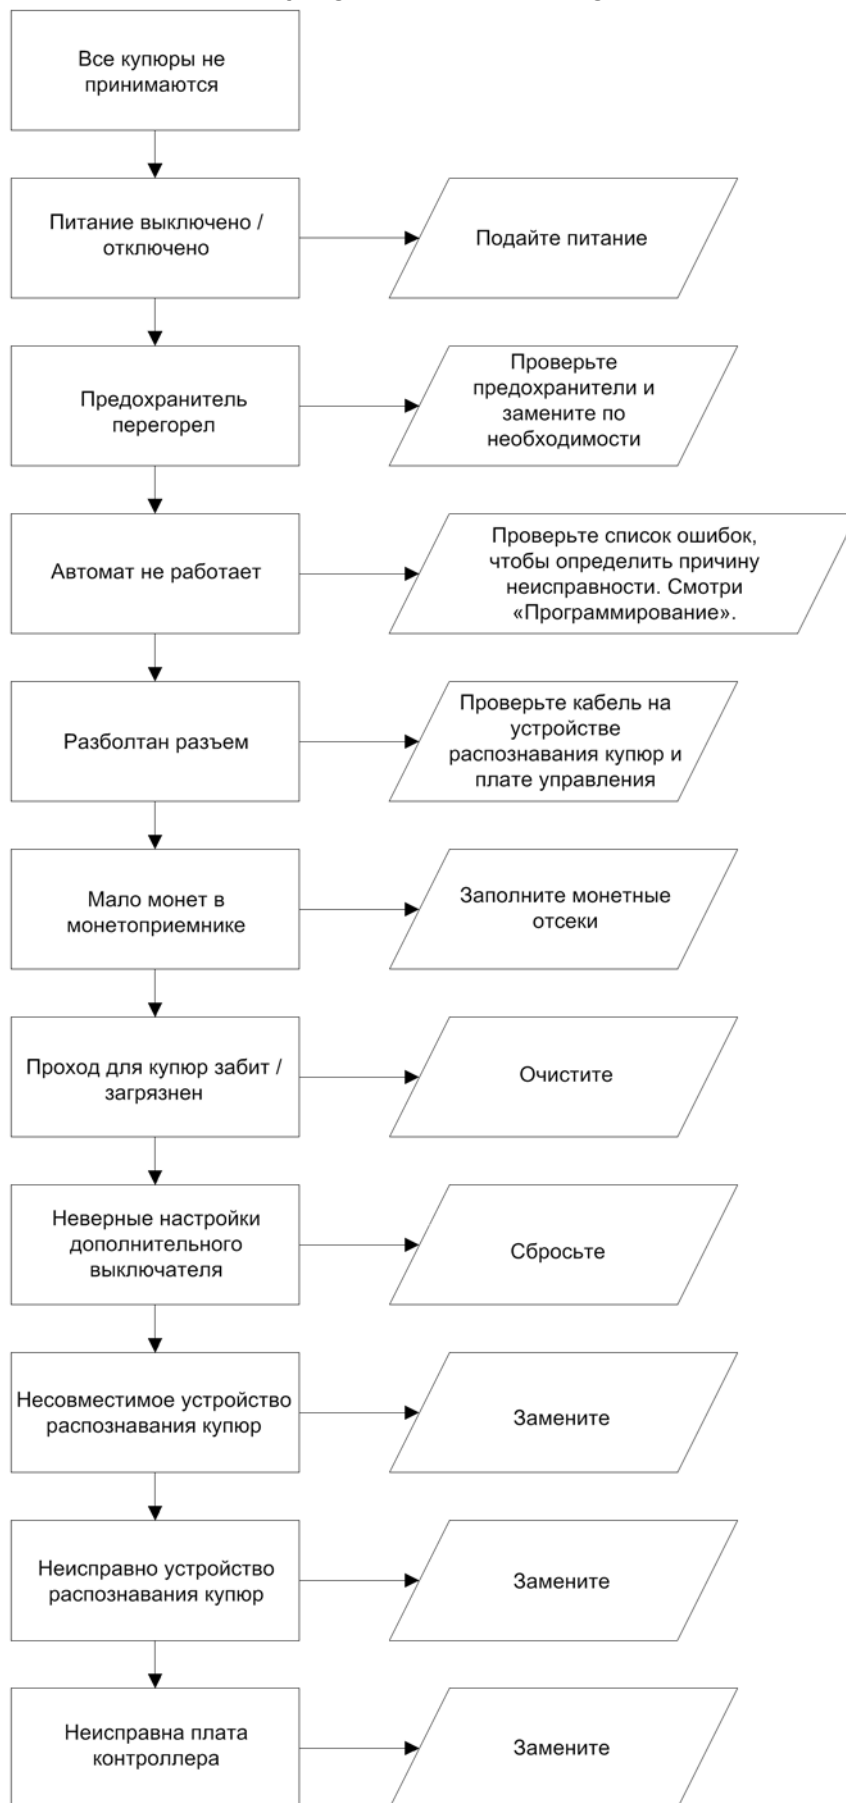 Все купюры не
принимаются
Питание выключено /
отключено
Подайте питание
Предохранитель
перегорел
Проверьте
предохранители и
замените по
необходимости
Автомат не работает
Проверьте список ошибок,
чтобы определить причину
неисправности. Смотри
«Программирование».
Разболтан разъем
Проверьте кабель на
устройстве
распознавания купюр и
плате управления
Мало монет в
монетоприемнике
Заполните монетные
отсеки
Проход для купюр забит /
загрязнен
Очистите
Неверные настройки
дополнительного
выключателя
Сбросьте
Несовместимое устройство
распознавания купюр
Замените
Неисправно устройство
распознавания купюр
Замените
Неисправна плата
контроллера
Замените